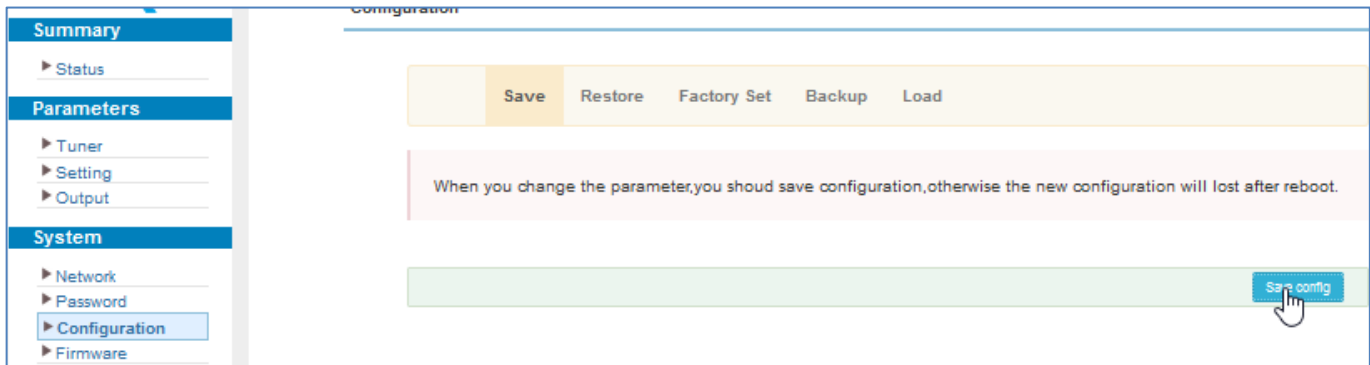 Configuration
Summary
Status
Parameters
Tuner
Setting
Output
System
Network
Password
Configuration
Firmware
Save Restore Factory Set Backup Load
When you change the parameter,you shoud save configuration,otherwise the new configuration will lost after reboot.
Save config